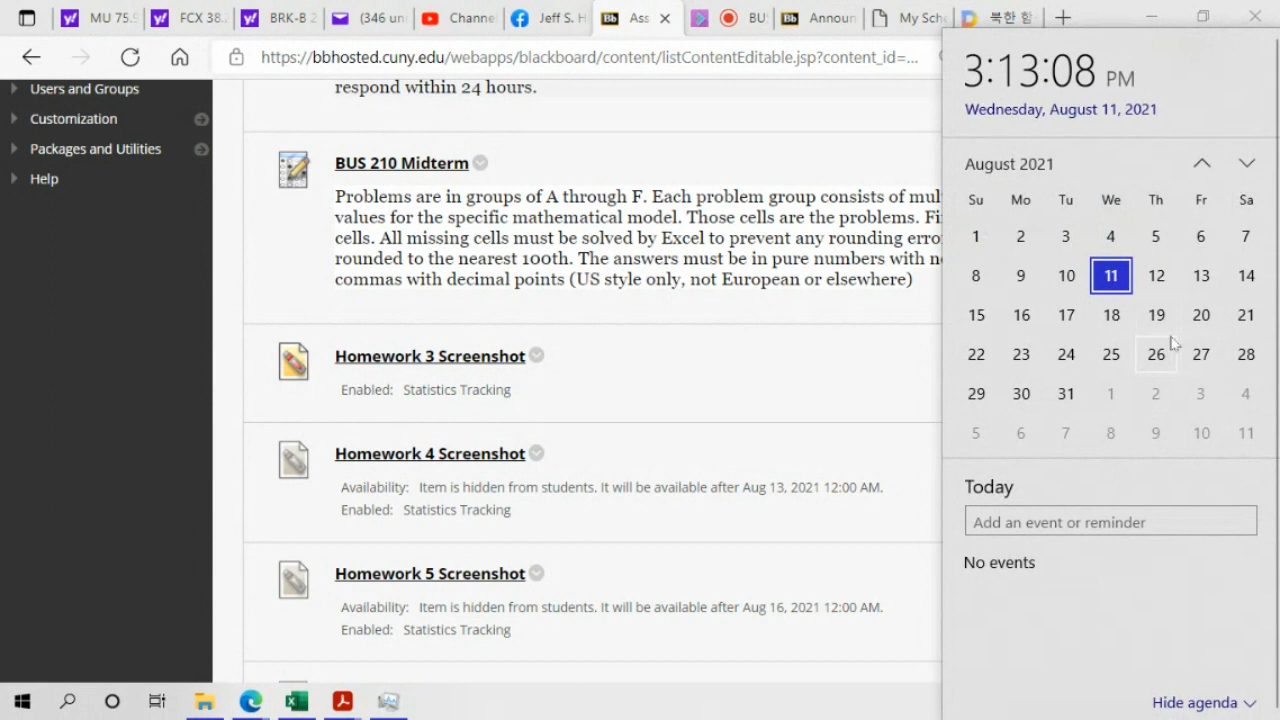 MU 75.
FCX 38.
BRK-B 2
(346 un
Channe
Jeff S. H
Bb Ass
BU
Bb Announ
My Sch
북한 함
https://bbhosted.cuny.edu/webapps/blackboard/content/listContentEditable.jsp?content_id=...
Users and Groups
Customization
Packages and Utilities
Help
respond within 24 hours.
BUS 210 Midterm
Problems are in groups of A through F. Each problem group consists of mul
values for the specific mathematical model. Those cells are the problems. Fi
cells. All missing cells must be solved by Excel to prevent any rounding erro
rounded to the nearest 100th. The answers must be in pure numbers with n
commas with decimal points (US style only, not European or elsewhere)
Homework 3 Screenshot
Enabled: Statistics Tracking
Homework 4 Screenshot
Availability: Item is hidden from students. It will be available after Aug 13, 2021 12:00 AM.
Enabled: Statistics Tracking
Homework 5 Screenshot
Availability: Item is hidden from students. It will be available after Aug 16, 2021 12:00 AM.
Enabled: Statistics Tracking
3:13:08 PM
Wednesday, August 11, 2021
August 2021
Su Mo Tu We Th Fr Sa
1 2 3 4 5 6 7
8 9 10 11 12 13 14
15 16 17 18 19 20 21
22 23 24 25 26 27 28
29 30 31 1 2 3 4
5 6 7 8 9 10 11
Today
Add an event or reminder
No events
Hide agenda